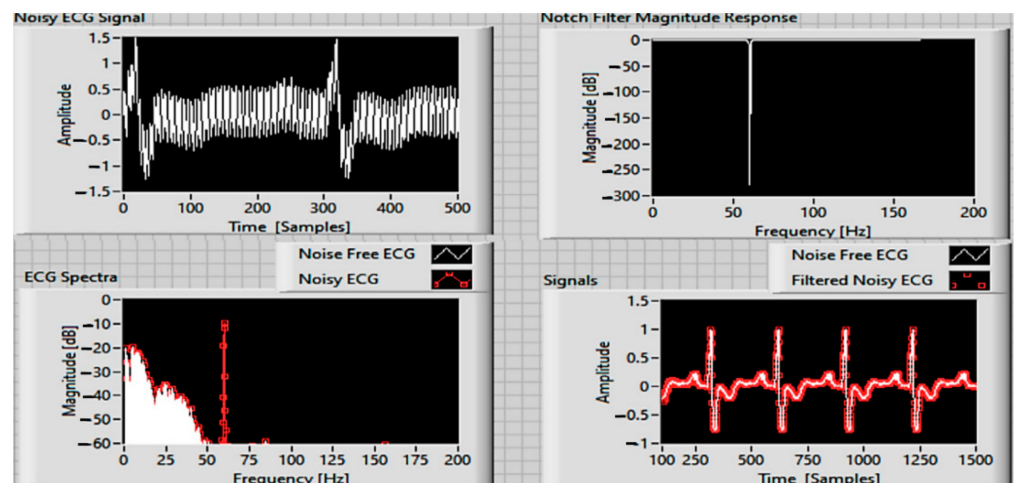 Noisy ECG Signal
Amplitude
1.5
1
0.5
0
−0.5
−1
−1.5
0 100 200 300 400 500
Time [Samples]
Notch Filter Magnitude Response
Magnitude [dB]
0
−50
−100
−150
−200
−250
−300
0 50 100 150 200
Frequency [Hz]
ECG Spectra
Noise Free ECG
Noisy ECG
Magnitude [dB]
0
−10
−20
−30
−40
−50
−60
0 25 50 75 100 125 150 175 200
Frequency [Hz]
Signals
Noise Free ECG
Filtered Noisy ECG
Amplitude
1.5
1
0.5
0
−0.5
−1
100 250 500 750 1000 1250 1500
Time [Samples]